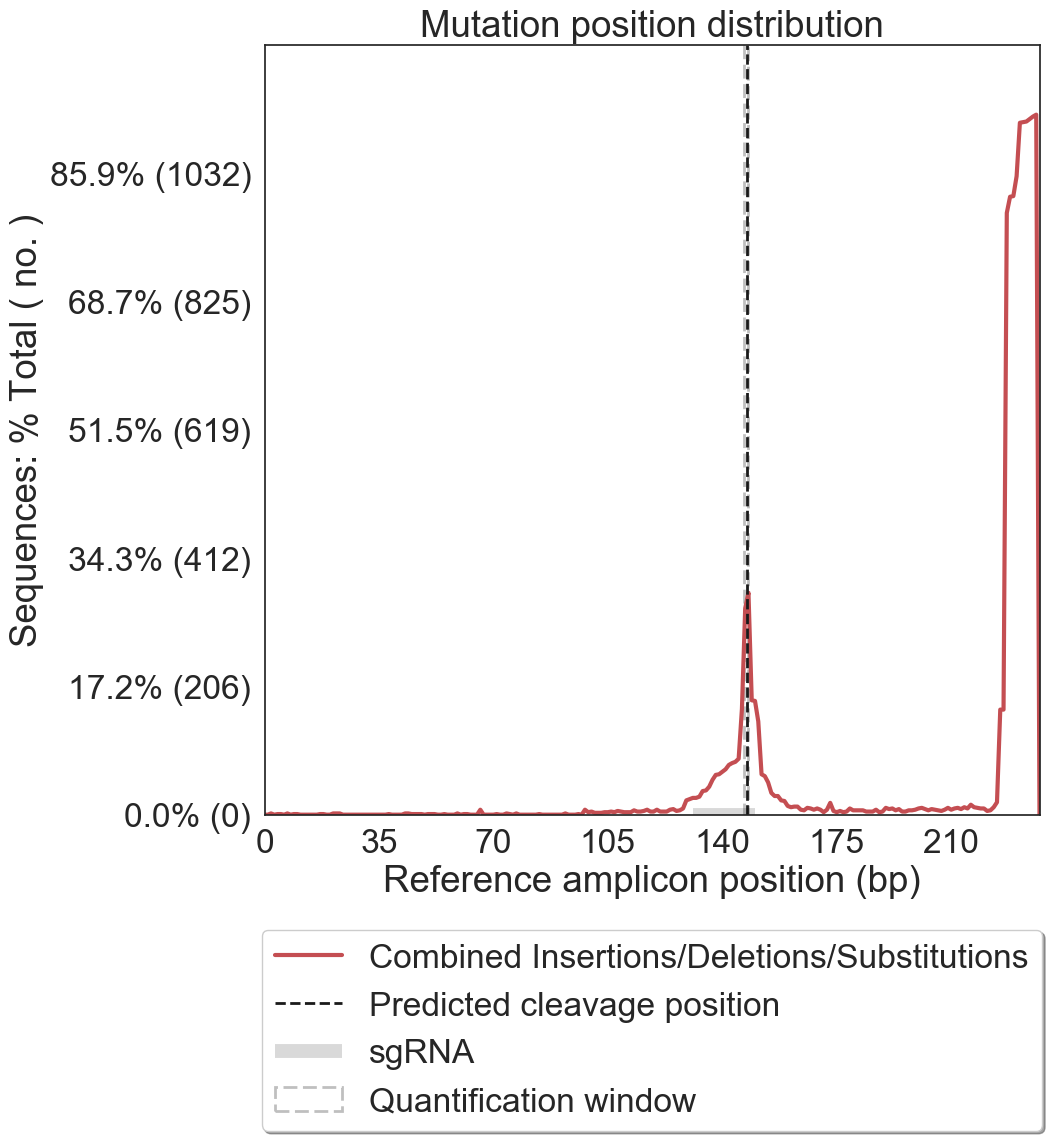 Mutation position distribution
Sequences: % Total ( no. )
85.9% (1032)
68.7% (825)
51.5% (619)
34.3% (412)
17.2% (206)
0.0% (0)
0 35 70 105 140 175 210
Reference amplicon position (bp)
Combined Insertions/Deletions/Substitutions
Predicted cleavage position
sgRNA
Quantification window